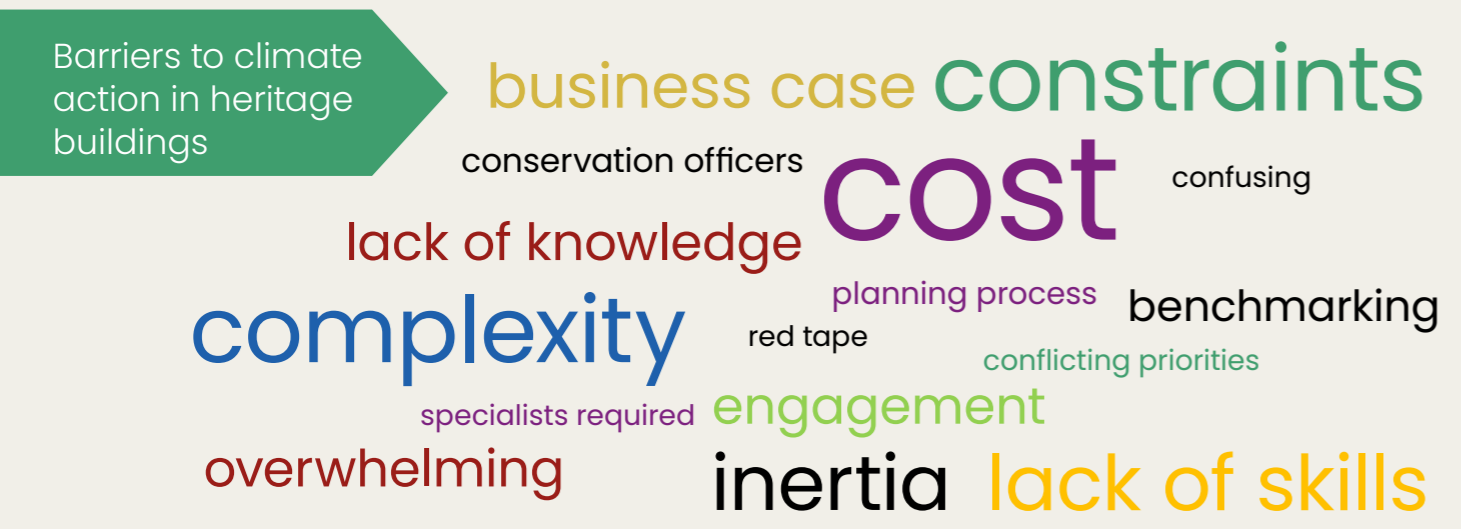 Barriers to climate
action in heritage
buildings
business case
constraints
conservation officers
cost
confusing
lack of knowledge
planning process
benchmarking
complexity
red tape
conflicting priorities
specialists required
engagement
overwhelming
inertia
lack of skills